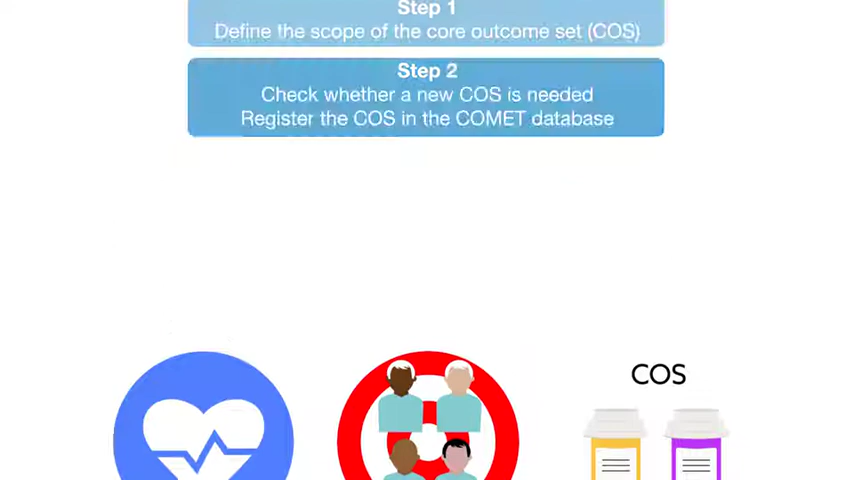 Step 1
Define the scope of the core outcome set (COS)
Step 2
Check whether a new COS is needed
Register the COS in the COMET database
COS